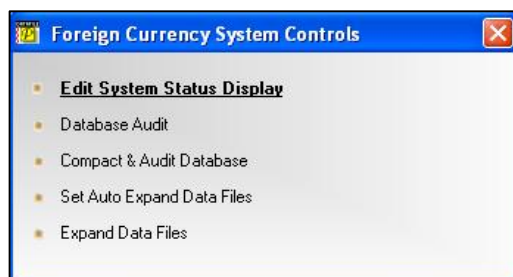 Foreign Currency System Controls
Edit System Status Display
Database Audit
Compact & Audit Database
Set Auto Expand Data Files
Expand Data Files